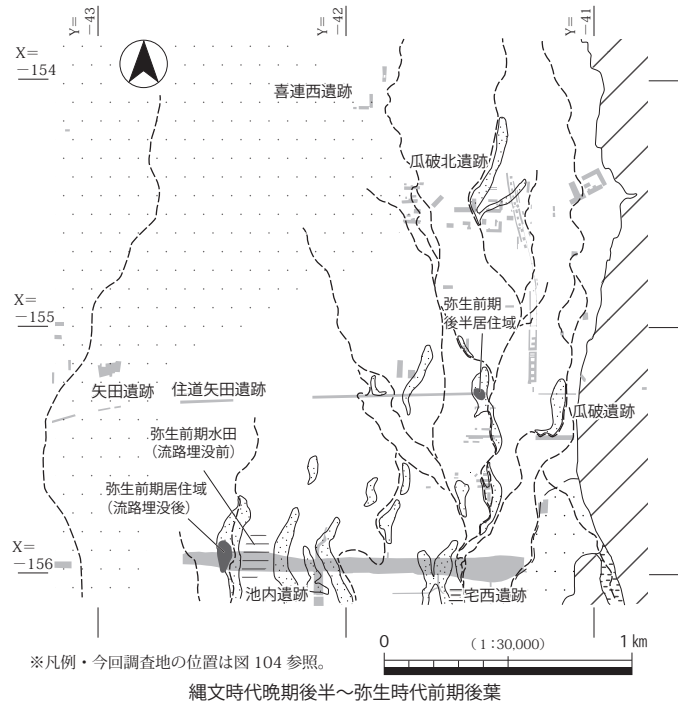 Y=
−43
Y=
−42
Y=
−41
X=
−154
喜連西遺跡
瓜破北遺跡
X=
−155
弥生前期
後半居住域
矢田遺跡
住道矢田遺跡
瓜破遺跡
弥生前期水田
（流路埋没前）
弥生前期居住域
（流路埋没後）
X=
−156
池内遺跡
三宅西遺跡
※凡例・今回調査地の位置は図 104 参照。
0
（1：30,000）
1 km
縄文時代晩期後半～弥生時代前期後葉